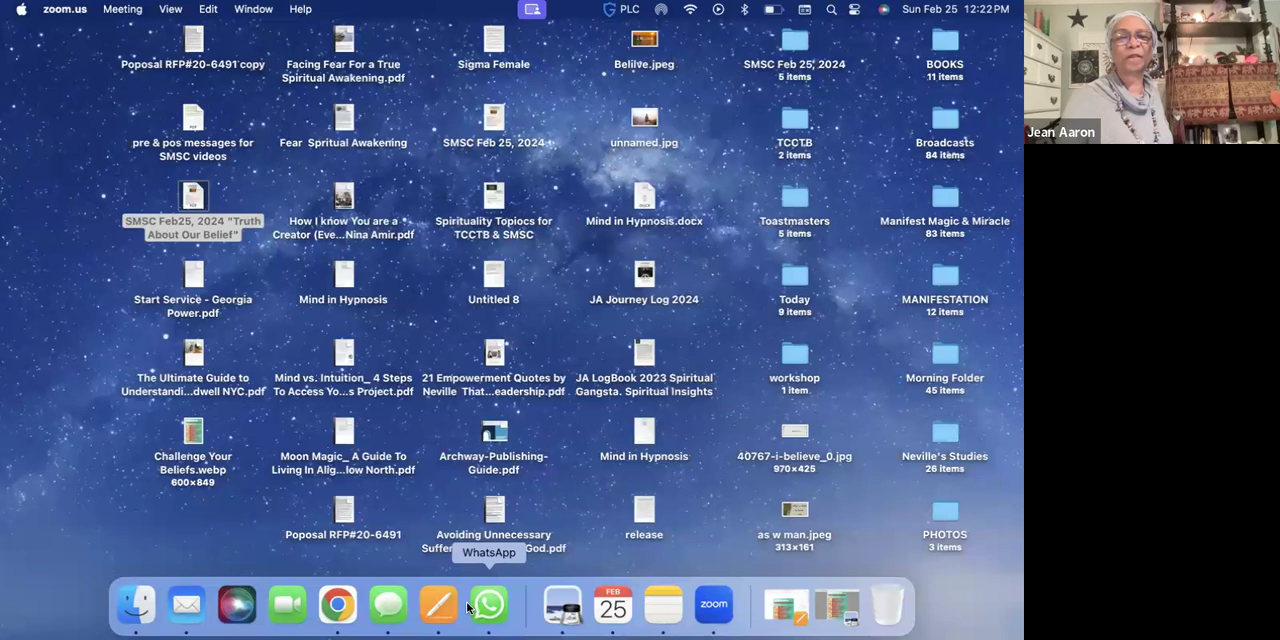 zoom.us Meeting View Edit Window Help PLC Sun Feb 25 12:22 PM
Poposal RFP#20-6491 copy
Facing Fear For a True
Spiritual Awakening.pdf
Sigma Female
Belilve.jpeg
SMSC Feb 25, 2024
5 items
BOOKS
11 items
pre & pos messages for
SMSC videos
Fear Spritual Awakening
SMSC Feb 25, 2024
unnamed.jpg
TCCT.B
2 items
Broadcasts
84 items
SMSC Feb25, 2024 "Truth
About Our Belief"
How I know You are a
Creator (Eve...Nina Amir.pdf
Spirituality Topiocs for
TCCTB & SMSC
Mind in Hypnosis.docx
Toastmasters
5 items
Manifest Magic & Miracle
83 items
Start Service - Georgia
Power.pdf
Mind in Hypnosis
Untitled 8
JA Journey Log 2024
Today
9 items
MANIFESTATION
12 items
The Ultimate Guide to
Understandi...dwell NYC.pdf
Mind vs. Intuition_ 4 Steps
To Access Yo...s Project.pdf
21 Empowerment Quotes by
Neville That...eadership.pdf
JA LogBook 2023 Spiritual
Gangsta. Spiritual Insights
workshop
1 item
Morning Folder
45 items
Challenge Your
Beliefs.webp
600×849
Moon Magic_ A Guide To
Living In Alig...low North.pdf
Archway-Publishing-
Guide.pdf
Mind in Hypnosis
40767-i-believe_0.jpg
970×425
Neville's Studies
26 items
Poposal RFP#20-6491
Avoiding Unnecessary
Suffe God.pdf
release
as w man.jpeg
313×161
PHOTOS
3 items
WhatsApp
FEB
25
zoom
Jean Aaron